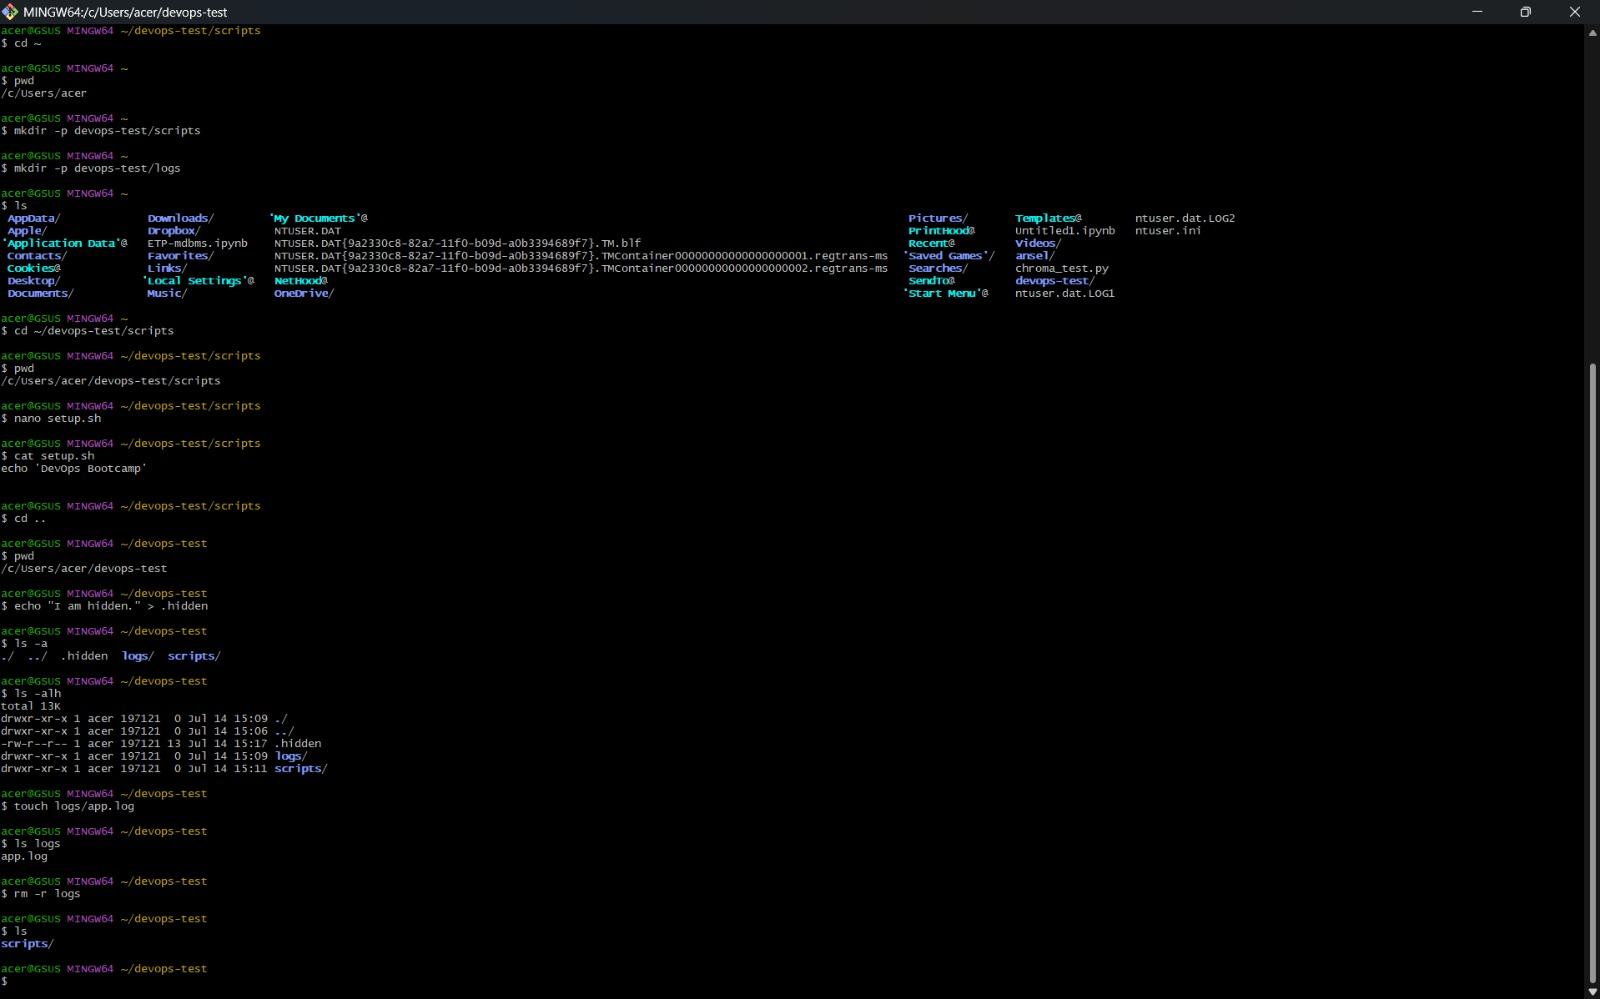 MINGW64:/c/Users/acer/devops-test
acer@GSUS MINGW64 ~/devops-test/scripts
$ cd ~
acer@GSUS MINGW64 ~
$ pwd
/c/Users/acer
acer@GSUS MINGW64 ~
$ mkdir -p devops-test/scripts
acer@GSUS MINGW64 ~
$ mkdir -p devops-test/logs
acer@GSUS MINGW64 ~
$ ls
AppData/ Downloads/ 'My Documents'@ Pictures/ Templates@ ntuser.dat.LOG2
Apple/ Dropbox/ NTUSER.DAT PrintHood@ Untitled1.ipynb ntuser.ini
'Application Data'@ ETP-mdbms.ipynb NTUSER.DAT{9a2330c8-82a7-11f0-b09d-a0b3394689f7}.TM.blf Recent@ Videos/
Contacts/ Favorites/ NTUSER.DAT{9a2330c8-82a7-11f0-b09d-a0b3394689f7}.TMContainer00000000000000000001.regtrans-ms 'Saved Games'/ ansel/
Cookies@ Links/ NTUSER.DAT{9a2330c8-82a7-11f0-b09d-a0b3394689f7}.TMContainer00000000000000000002.regtrans-ms Searches/ chroma_test.py
Desktop/ 'Local Settings'@ NetHood@ SendTo@ devops-test/
Documents/ Music/ OneDrive/ 'Start Menu'@ ntuser.dat.LOG1
acer@GSUS MINGW64 ~
$ cd ~/devops-test/scripts
acer@GSUS MINGW64 ~/devops-test/scripts
$ pwd
/c/Users/acer/devops-test/scripts
acer@GSUS MINGW64 ~/devops-test/scripts
$ nano setup.sh
acer@GSUS MINGW64 ~/devops-test/scripts
$ cat setup.sh
echo 'DevOps Bootcamp'
acer@GSUS MINGW64 ~/devops-test/scripts
$ cd ..
acer@GSUS MINGW64 ~/devops-test
$ pwd
/c/Users/acer/devops-test
acer@GSUS MINGW64 ~/devops-test
$ echo "I am hidden." > .hidden
acer@GSUS MINGW64 ~/devops-test
$ ls -a
./ ../ .hidden logs/ scripts/
acer@GSUS MINGW64 ~/devops-test
$ ls -alh
total 13K
drwxr-xr-x 1 acer 197121 0 Jul 14 15:09 ./
drwxr-xr-x 1 acer 197121 0 Jul 14 15:06 ../
-rw-r--r-- 1 acer 197121 13 Jul 14 15:17 .hidden
drwxr-xr-x 1 acer 197121 0 Jul 14 15:09 logs/
drwxr-xr-x 1 acer 197121 0 Jul 14 15:11 scripts/
acer@GSUS MINGW64 ~/devops-test
$ touch logs/app.log
acer@GSUS MINGW64 ~/devops-test
$ ls logs
app.log
acer@GSUS MINGW64 ~/devops-test
$ rm -r logs
acer@GSUS MINGW64 ~/devops-test
$ ls
scripts/
acer@GSUS MINGW64 ~/devops-test
$